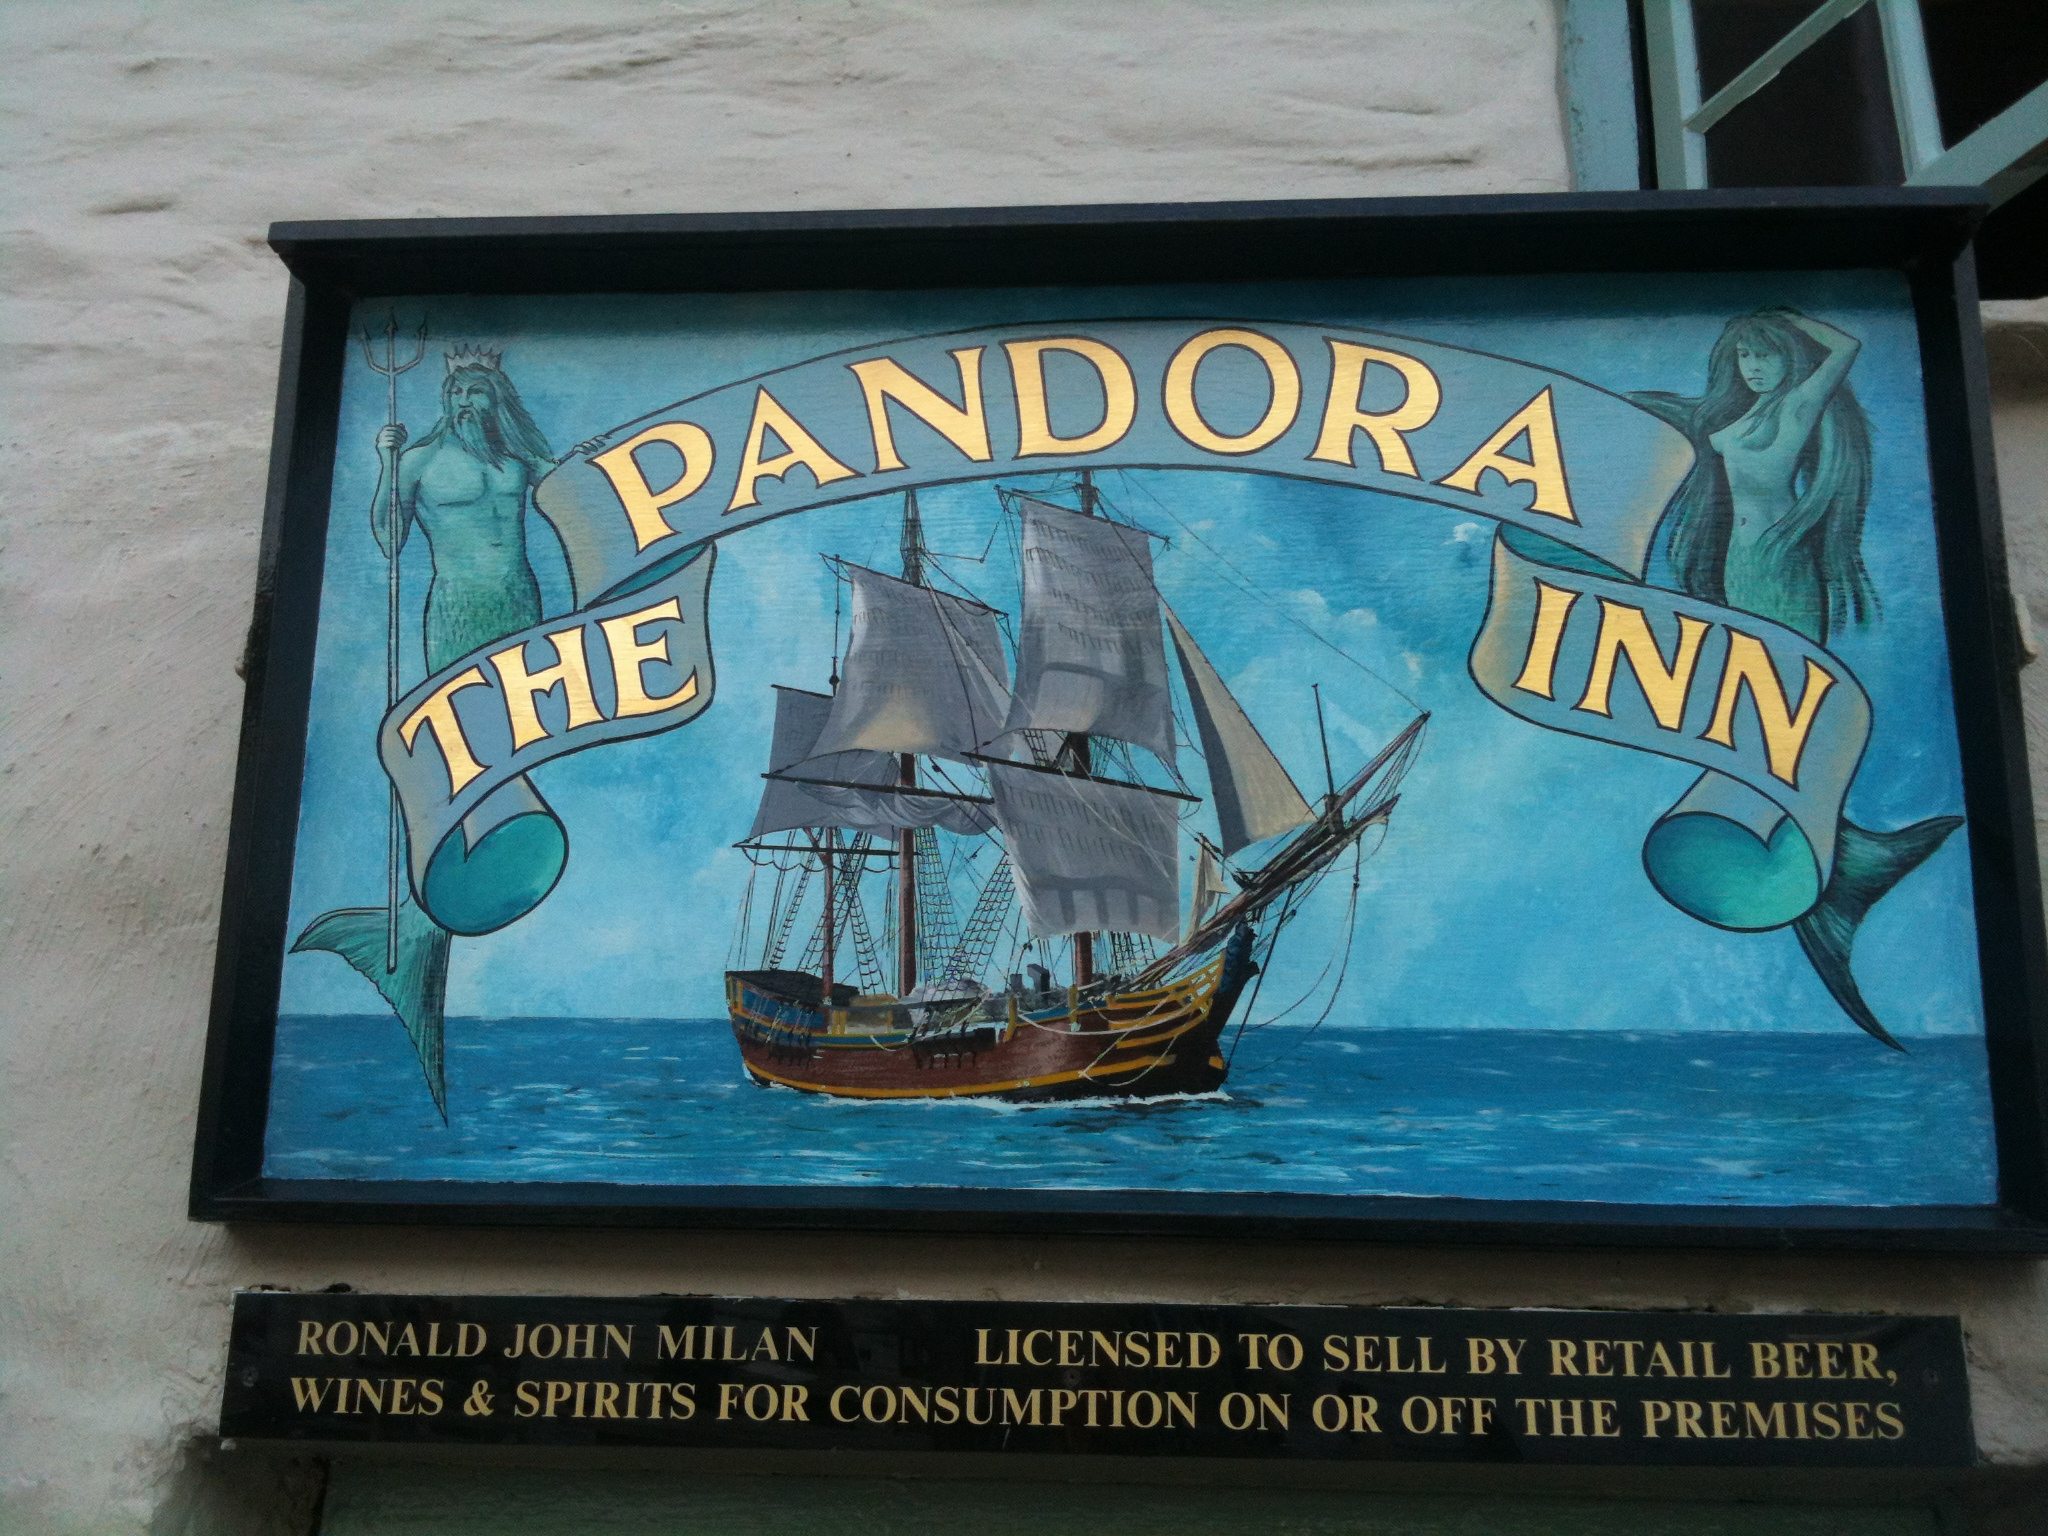 THE PANDORA INN
RONALD JOHN MILAN LICENSED TO SELL BY RETAIL BEER,
WINES & SPIRITS FOR CONSUMPTION ON OR OFF THE PREMISES